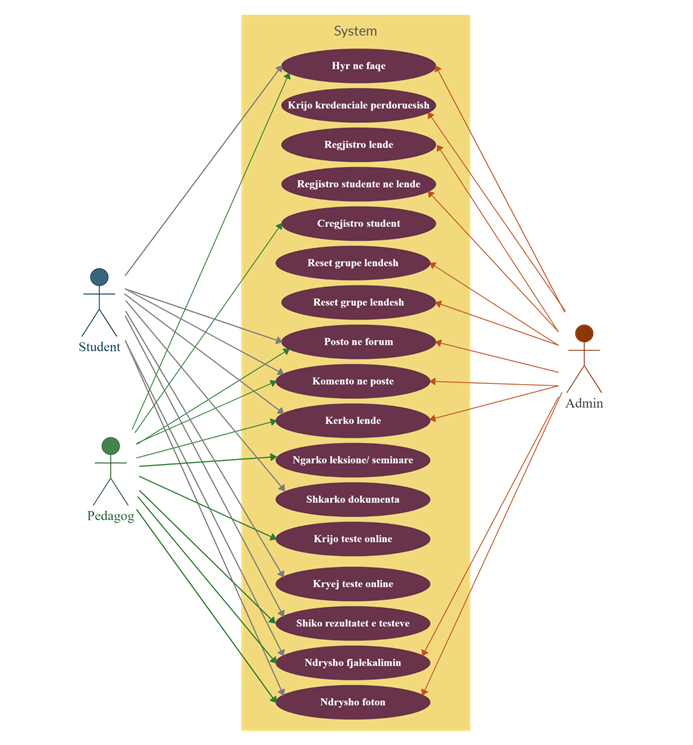 System
Hyr ne faqe
Krijo kredenciale perdoruesish
Regjistro lende
Regjistro studente ne lende
Cregjistro student
Reset grupe lendesh
Reset grupe lendesh
Posto ne forum
Komento ne poste
Kerko lende
Ngarko leksione/ seminare
Shkarko dokumenta
Krijo teste online
Kryej teste online
Shiko rezultatet e testeve
Ndrysho fjalekalimin
Ndrysho foton
Student
Pedagog
Admin